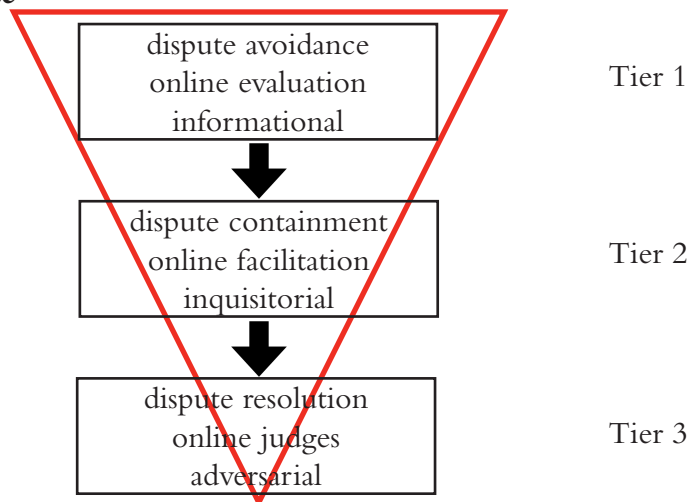 dispute avoidance
online evaluation
informational
Tier 1
dispute containment
online facilitation
inquisitorial
Tier 2
dispute resolution
online judges
adversarial
Tier 3